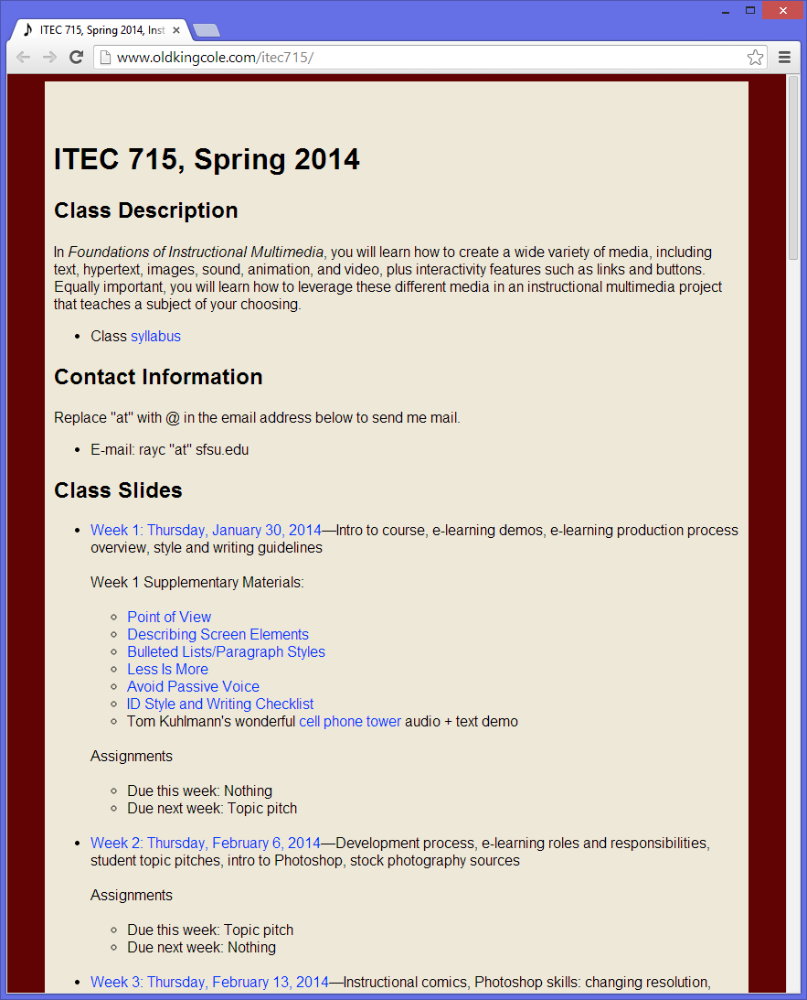 ITEC 715, Spring 2014, Inst
www.oldkingcole.com/itec715/
ITEC 715, Spring 2014
Class Description
In Foundations of Instructional Multimedia, you will learn how to create a wide variety of media, including
text, hypertext, images, sound, animation, and video, plus interactivity features such as links and buttons.
Equally important, you will learn how to leverage these different media in an instructional multimedia project
that teaches a subject of your choosing.
• Class syllabus
Contact Information
Replace "at" with @ in the email address below to send me mail.
• E-mail: rayc "at" sfsu.edu
Class Slides
• Week 1: Thursday, January 30, 2014—Intro to course, e-learning demos, e-learning production process
overview, style and writing guidelines
Week 1 Supplementary Materials:
○ Point of View
○ Describing Screen Elements
○ Bulleted Lists/Paragraph Styles
○ Less Is More
○ Avoid Passive Voice
○ ID Style and Writing Checklist
○ Tom Kuhlmann's wonderful cell phone tower audio + text demo
Assignments
○ Due this week: Nothing
○ Due next week: Topic pitch
• Week 2: Thursday, February 6, 2014—Development process, e-learning roles and responsibilities,
student topic pitches, intro to Photoshop, stock photography sources
Assignments
○ Due this week: Topic pitch
○ Due next week: Nothing
• Week 3: Thursday, February 13, 2014—Instructional comics, Photoshop skills: changing resolution,